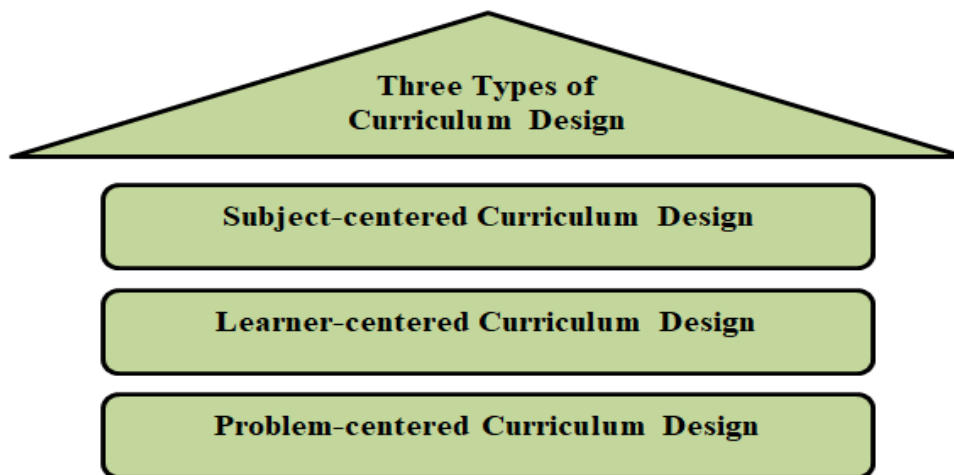 Three Types of
Curriculum Design
Subject-centered Curriculum Design
Learner-centered Curriculum Design
Problem-centered Curriculum Design